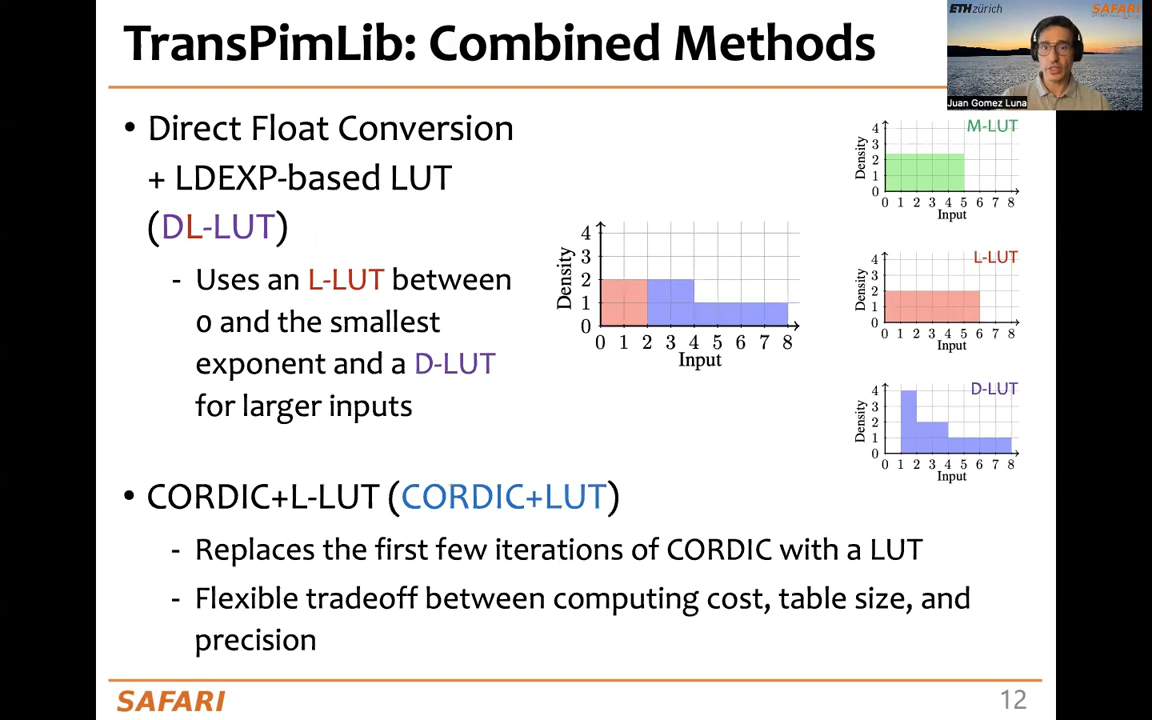 TransPimLib: Combined Methods
ETH zürich
SAFARI
Juan Gomez Luna
• Direct Float Conversion
+ LDEXP-based LUT
(DL-LUT)
- Uses an L-LUT between
0 and the smallest
exponent and a D-LUT
for larger inputs
Density
4
3
2
1
0
0 1 2 3 4 5 6 7 8
Input
M-LUT
Density
4
3
2
1
0
0 1 2 3 4 5 6 7 8
Input
L-LUT
Density
4
3
2
1
0
0 1 2 3 4 5 6 7 8
Input
D-LUT
Density
4
3
2
1
0
0 1 2 3 4 5 6 7 8
Input
• CORDIC+L-LUT (CORDIC+LUT)
- Replaces the first few iterations of CORDIC with a LUT
- Flexible tradeoff between computing cost, table size, and
precision
SAFARI
12